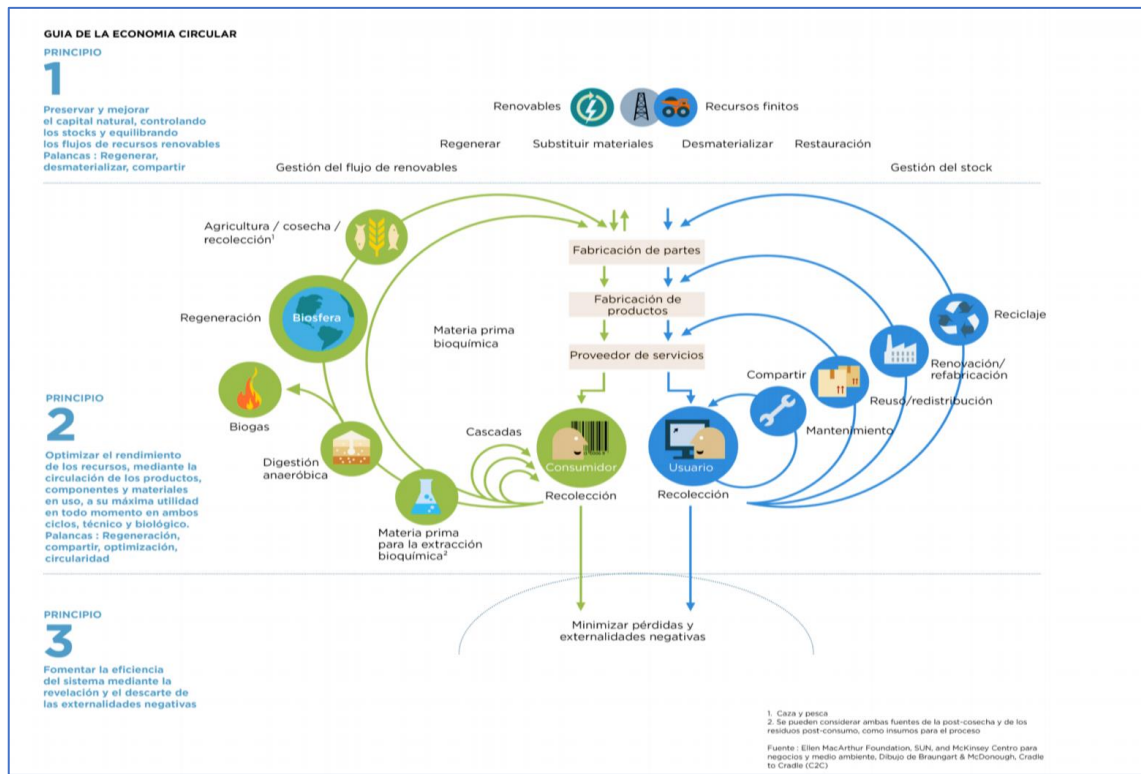 GUIA DE LA ECONOMIA CIRCULAR
PRINCIPIO
1
Preservar y mejorar
el capital natural, controlando
los stocks y equilibrando
los flujos de recursos renovables
Palancas : Regenerar,
desmaterializar, compartir
Renovables
Recursos finitos
Regenerar
Substituir materiales
Desmaterializar
Restauración
Gestión del flujo de renovables
Gestión del stock
Agricultura / cosecha /
recolección¹
Regeneración
Biosfera
Biogas
Digestión
anaeróbica
Materia prima
para la extracción
bioquímica²
Materia prima
bioquímica
Cascadas
Fabricación de partes
Fabricación de
productos
Proveedor de servicios
Consumidor
Recolección
Usuario
Recolección
Compartir
Mantenimiento
Reuso/redistribución
Renovación/
refabricación
Reciclaje
PRINCIPIO
2
Optimizar el rendimiento
de los recursos, mediante la
circulación de los productos,
componentes y materiales
en uso, a su máxima utilidad
en todo momento en ambos
ciclos, técnico y biológico.
Palancas : Regeneración,
compartir, optimización,
circularidad
PRINCIPIO
3
Fomentar la eficiencia
del sistema mediante la
revelación y el descarte de
las externalidades negativas
Minimizar pérdidas y
externalidades negativas
1. Caza y pesca
2. Se pueden considerar ambas fuentes de la post-cosecha y de los
residuos post-consumo, como insumos para el proceso
Fuente : Ellen MacArthur Foundation, SUN, and McKinsey Centro para
negocios y medio ambiente, Dibujo de Braungart & McDonough, Cradle
to Cradle (C2C)